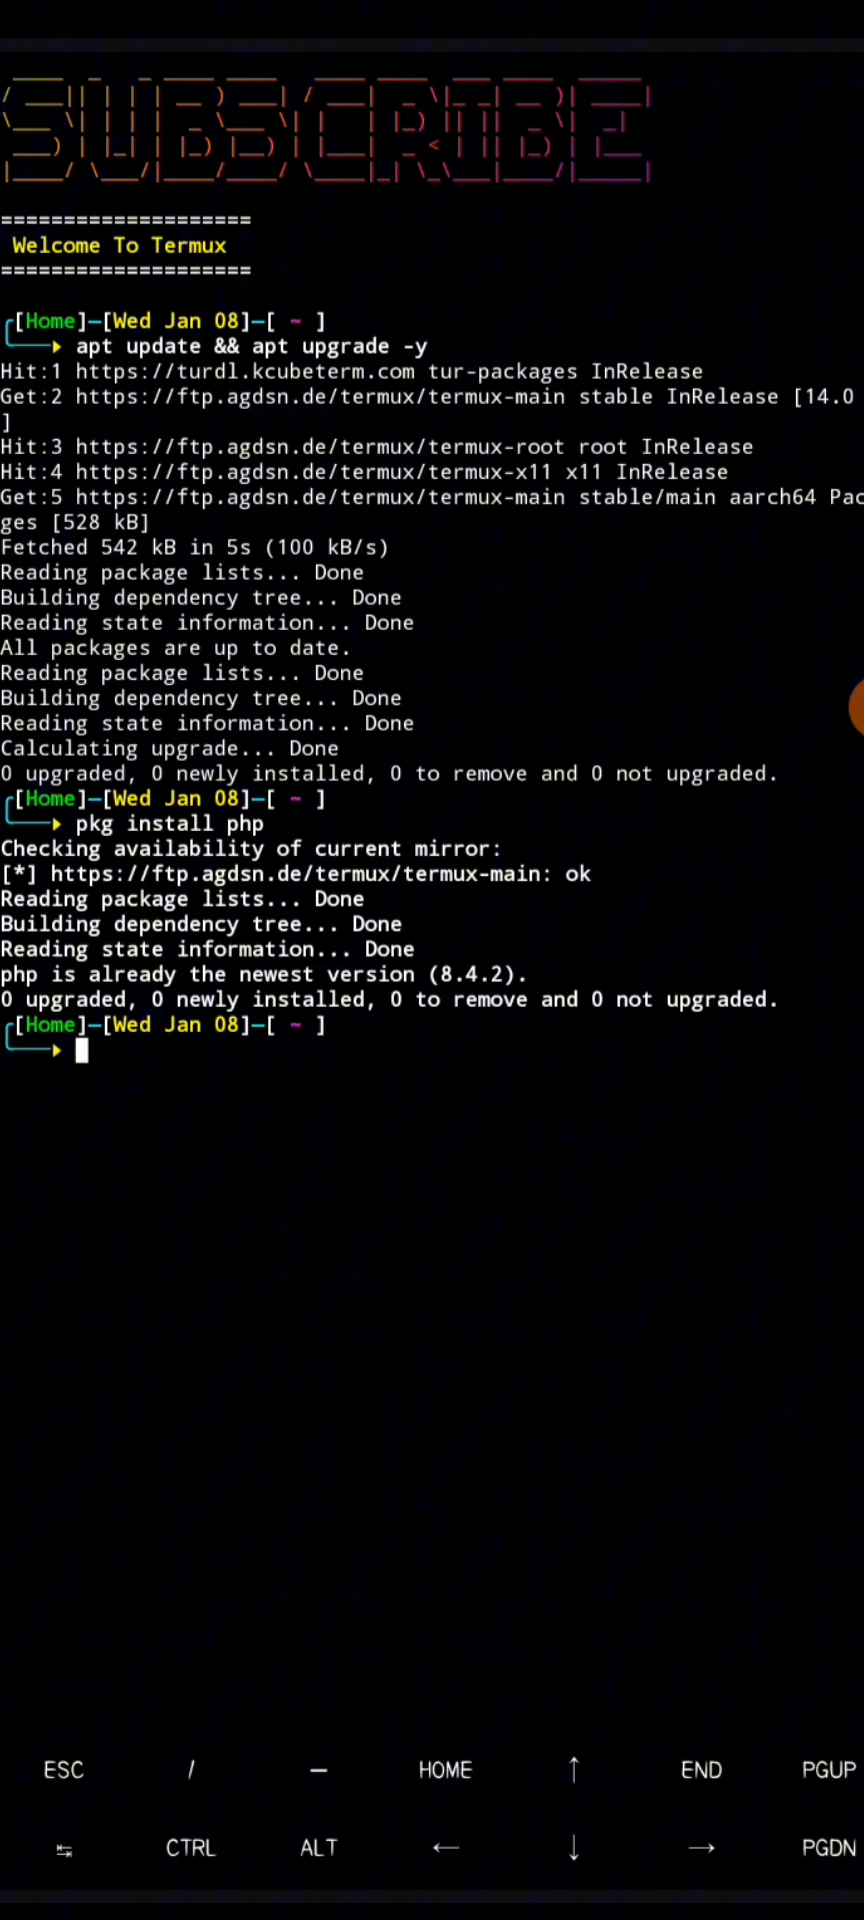 SUBSCRIBE
====================
Welcome To Termux
====================
[Home]—[Wed Jan 08]—[ ~ ]
apt update && apt upgrade -y
Hit:1 https://turdl.kcubeterm.com tur-packages InRelease
Get:2 https://ftp.agdsn.de/termux/termux-main stable InRelease [14.0
]
Hit:3 https://ftp.agdsn.de/termux/termux-root root InRelease
Hit:4 https://ftp.agdsn.de/termux/termux-x11 x11 InRelease
Get:5 https://ftp.agdsn.de/termux/termux-main stable/main aarch64 Pac
ges [528 kB]
Fetched 542 kB in 5s (100 kB/s)
Reading package lists... Done
Building dependency tree... Done
Reading state information... Done
All packages are up to date.
Reading package lists... Done
Building dependency tree... Done
Reading state information... Done
Calculating upgrade... Done
0 upgraded, 0 newly installed, 0 to remove and 0 not upgraded.
[Home]—[Wed Jan 08]—[ ~ ]
pkg install php
Checking availability of current mirror:
[*] https://ftp.agdsn.de/termux/termux-main: ok
Reading package lists... Done
Building dependency tree... Done
Reading state information... Done
php is already the newest version (8.4.2).
0 upgraded, 0 newly installed, 0 to remove and 0 not upgraded.
[Home]—[Wed Jan 08]—[ ~ ]
ESC / — HOME ↑ END PGUP
↹ CTRL ALT ← ↓ → PGDN